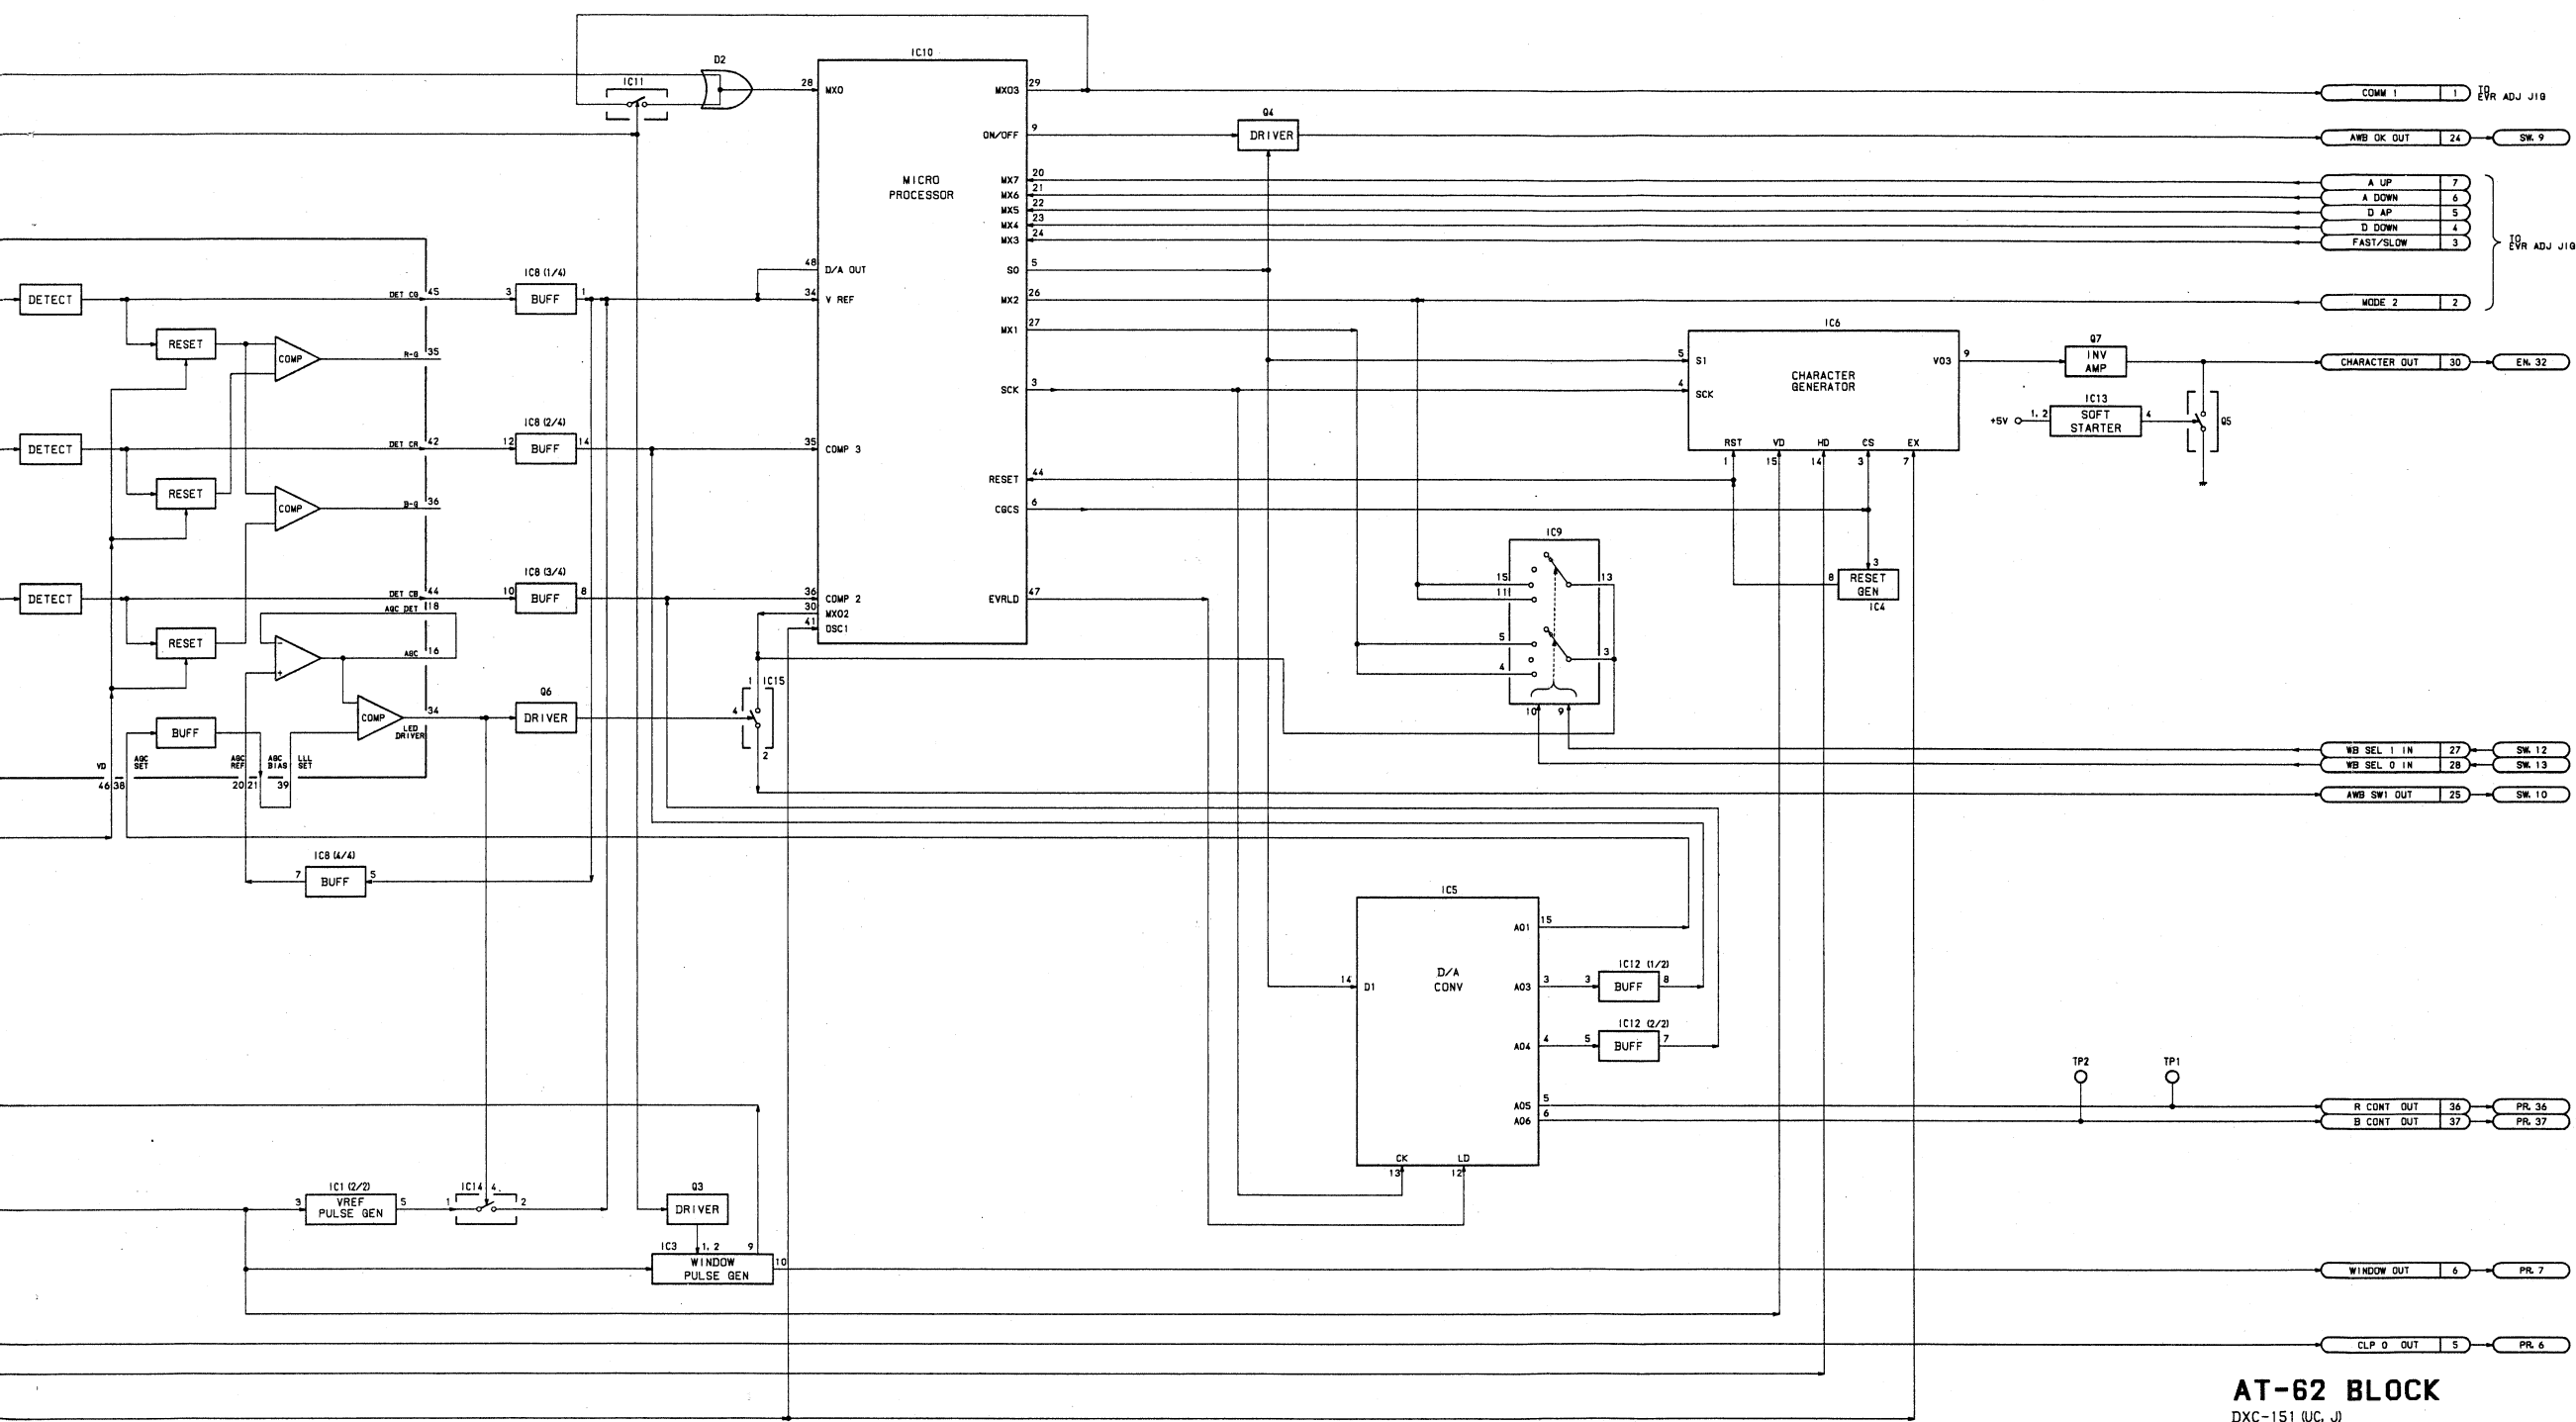 D2
IC10
IC11
28
MXO
MXO3
29
COMM 1
1
TO
EVR ADJ JIG
Q4
ON/OFF
9
DRIVER
AWB OK OUT
24
SW. 9
MICRO
PROCESSOR
MX7
20
A UP
7
MX6
21
A DOWN
6
MX5
22
D AP
5
MX4
23
D DOWN
4
MX3
24
FAST/SLOW
3
TO
EVR ADJ JIG
48
D/A OUT
SO
5
IC8 (1/4)
DETECT
DET CG
45
3
BUFF
1
34
V REF
MX2
26
MODE 2
2
MX1
27
IC6
RESET
COMP
R-G
35
5
S1
VO3
9
Q7
INV
AMP
CHARACTER OUT
30
EN. 32
CHARACTER
GENERATOR
SCK
3
4
SCK
IC13
+5V
1, 2
SOFT
STARTER
4
Q5
IC8 (2/4)
DETECT
DET CR
42
12
BUFF
14
35
COMP 3
RST
VD
HD
CS
EX
1
15
14
3
7
RESET
44
RESET
COMP
B-G
36
CGCS
6
IC9
IC8 (3/4)
3
15
13
8
RESET
GEN
IC4
DETECT
DET CB
44
10
BUFF
8
36
COMP 2
EVRLD
47
11
AGC DET
18
30
MXO2
41
OSC1
RESET
-
+
AGC
16
5
3
4
1
IC15
Q6
COMP
34
LED
DRIVER
DRIVER
4
10
9
BUFF
2
WB SEL 1 IN
27
SW. 12
WB SEL 0 IN
28
SW. 13
VD
AGC
SET
AGC
REF
AGC
BIAS
LLL
SET
46
38
20
21
39
AWB SW1 OUT
25
SW. 10
IC8 (4/4)
7
BUFF
5
IC5
AO1
15
D/A
CONV
IC12 (1/2)
14
D1
AO3
3
3
BUFF
8
IC12 (2/2)
AO4
4
5
BUFF
7
TP2
TP1
AO5
5
R CONT OUT
36
PR. 36
AO6
6
B CONT OUT
37
PR. 37
CK
LD
13
12
IC1 (2/2)
IC14
4
Q3
3
VREF
PULSE GEN
5
1
2
DRIVER
IC3
1, 2
9
WINDOW
PULSE GEN
10
WINDOW OUT
6
PR. 7
CLP 0 OUT
5
PR. 6
AT-62 BLOCK
DXC-151 (UC, J)